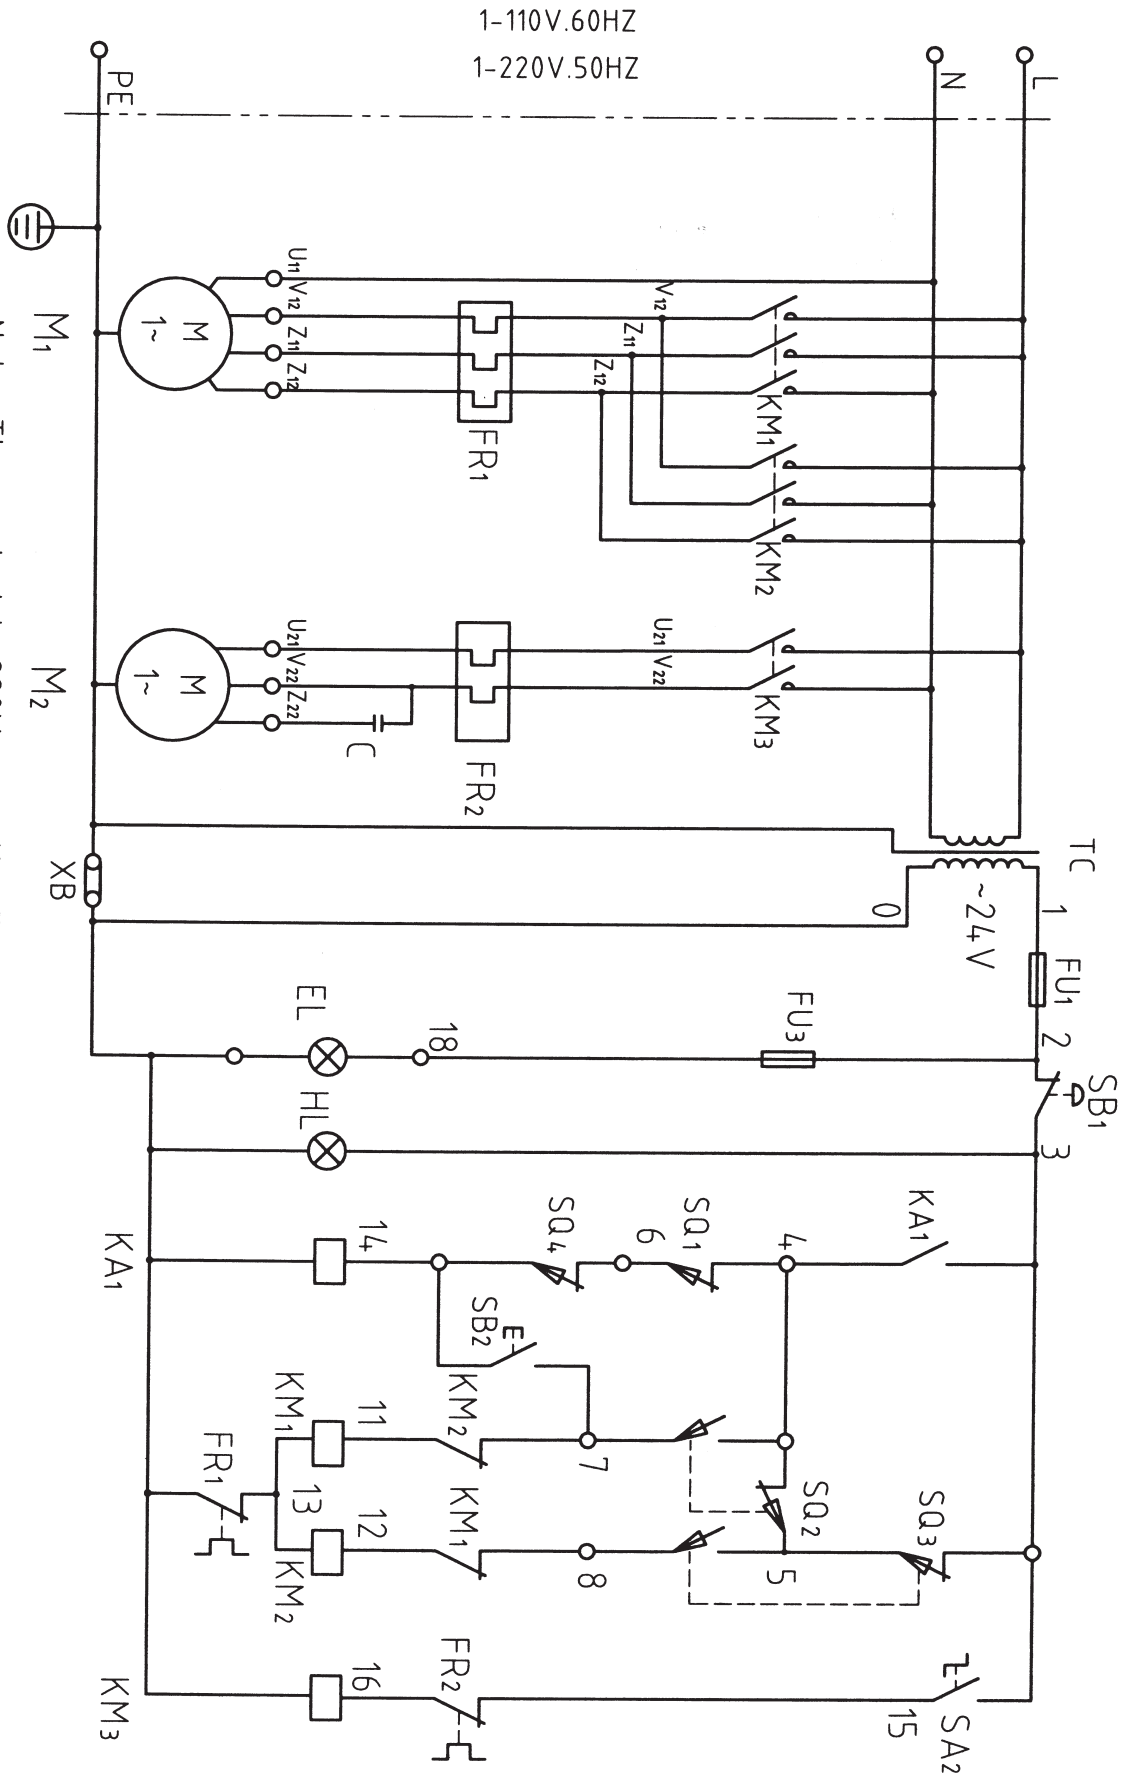 1-110V.60HZ
1-220V.50HZ
L
N
PE
M₁
M
1~
U₁₁
V₁₂
Z₁₁
Z₁₂
FR₁
V₁₂
Z₁₁
Z₁₂
KM₁
KM₂
M₂
M
1~
U₂₁
V₂₂
Z₂₂
C
FR₂
U₂₁
V₂₂
KM₃
TC
XB
0
~24V
1
FU₁
2
SB₁
3
EL
18
FU₃
HL
KA₁
14
SQ₄
6
SQ₁
4
KA₁
SB₂
KM₁
11
KM₂
7
FR₁
13
SQ₂
KM₂
12
KM₁
8
5
SQ₃
KM₃
16
FR₂
15
SA₂